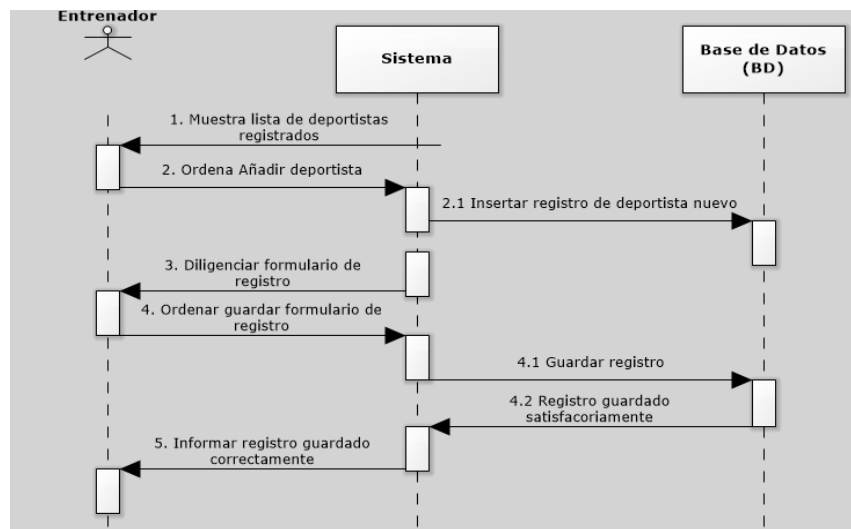 Entrenador
Sistema
Base de Datos
(BD)
1. Muestra lista de deportistas
registrados
2. Ordena Añadir deportista
2.1 Insertar registro de deportista nuevo
3. Diligenciar formulario de
registro
4. Ordenar guardar formulario de
registro
4.1 Guardar registro
4.2 Registro guardado
satisfacoriamente
5. Informar registro guardado
correctamente